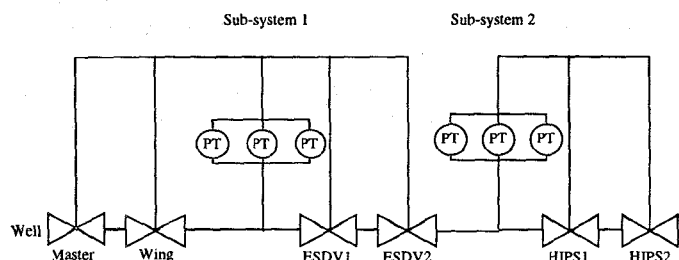 Sub-system 1
Sub-system 2
PT PT PT
PT PT PT
Well
Master
Wing
ESDV1
ESDV2
HIPS1
HIPS2